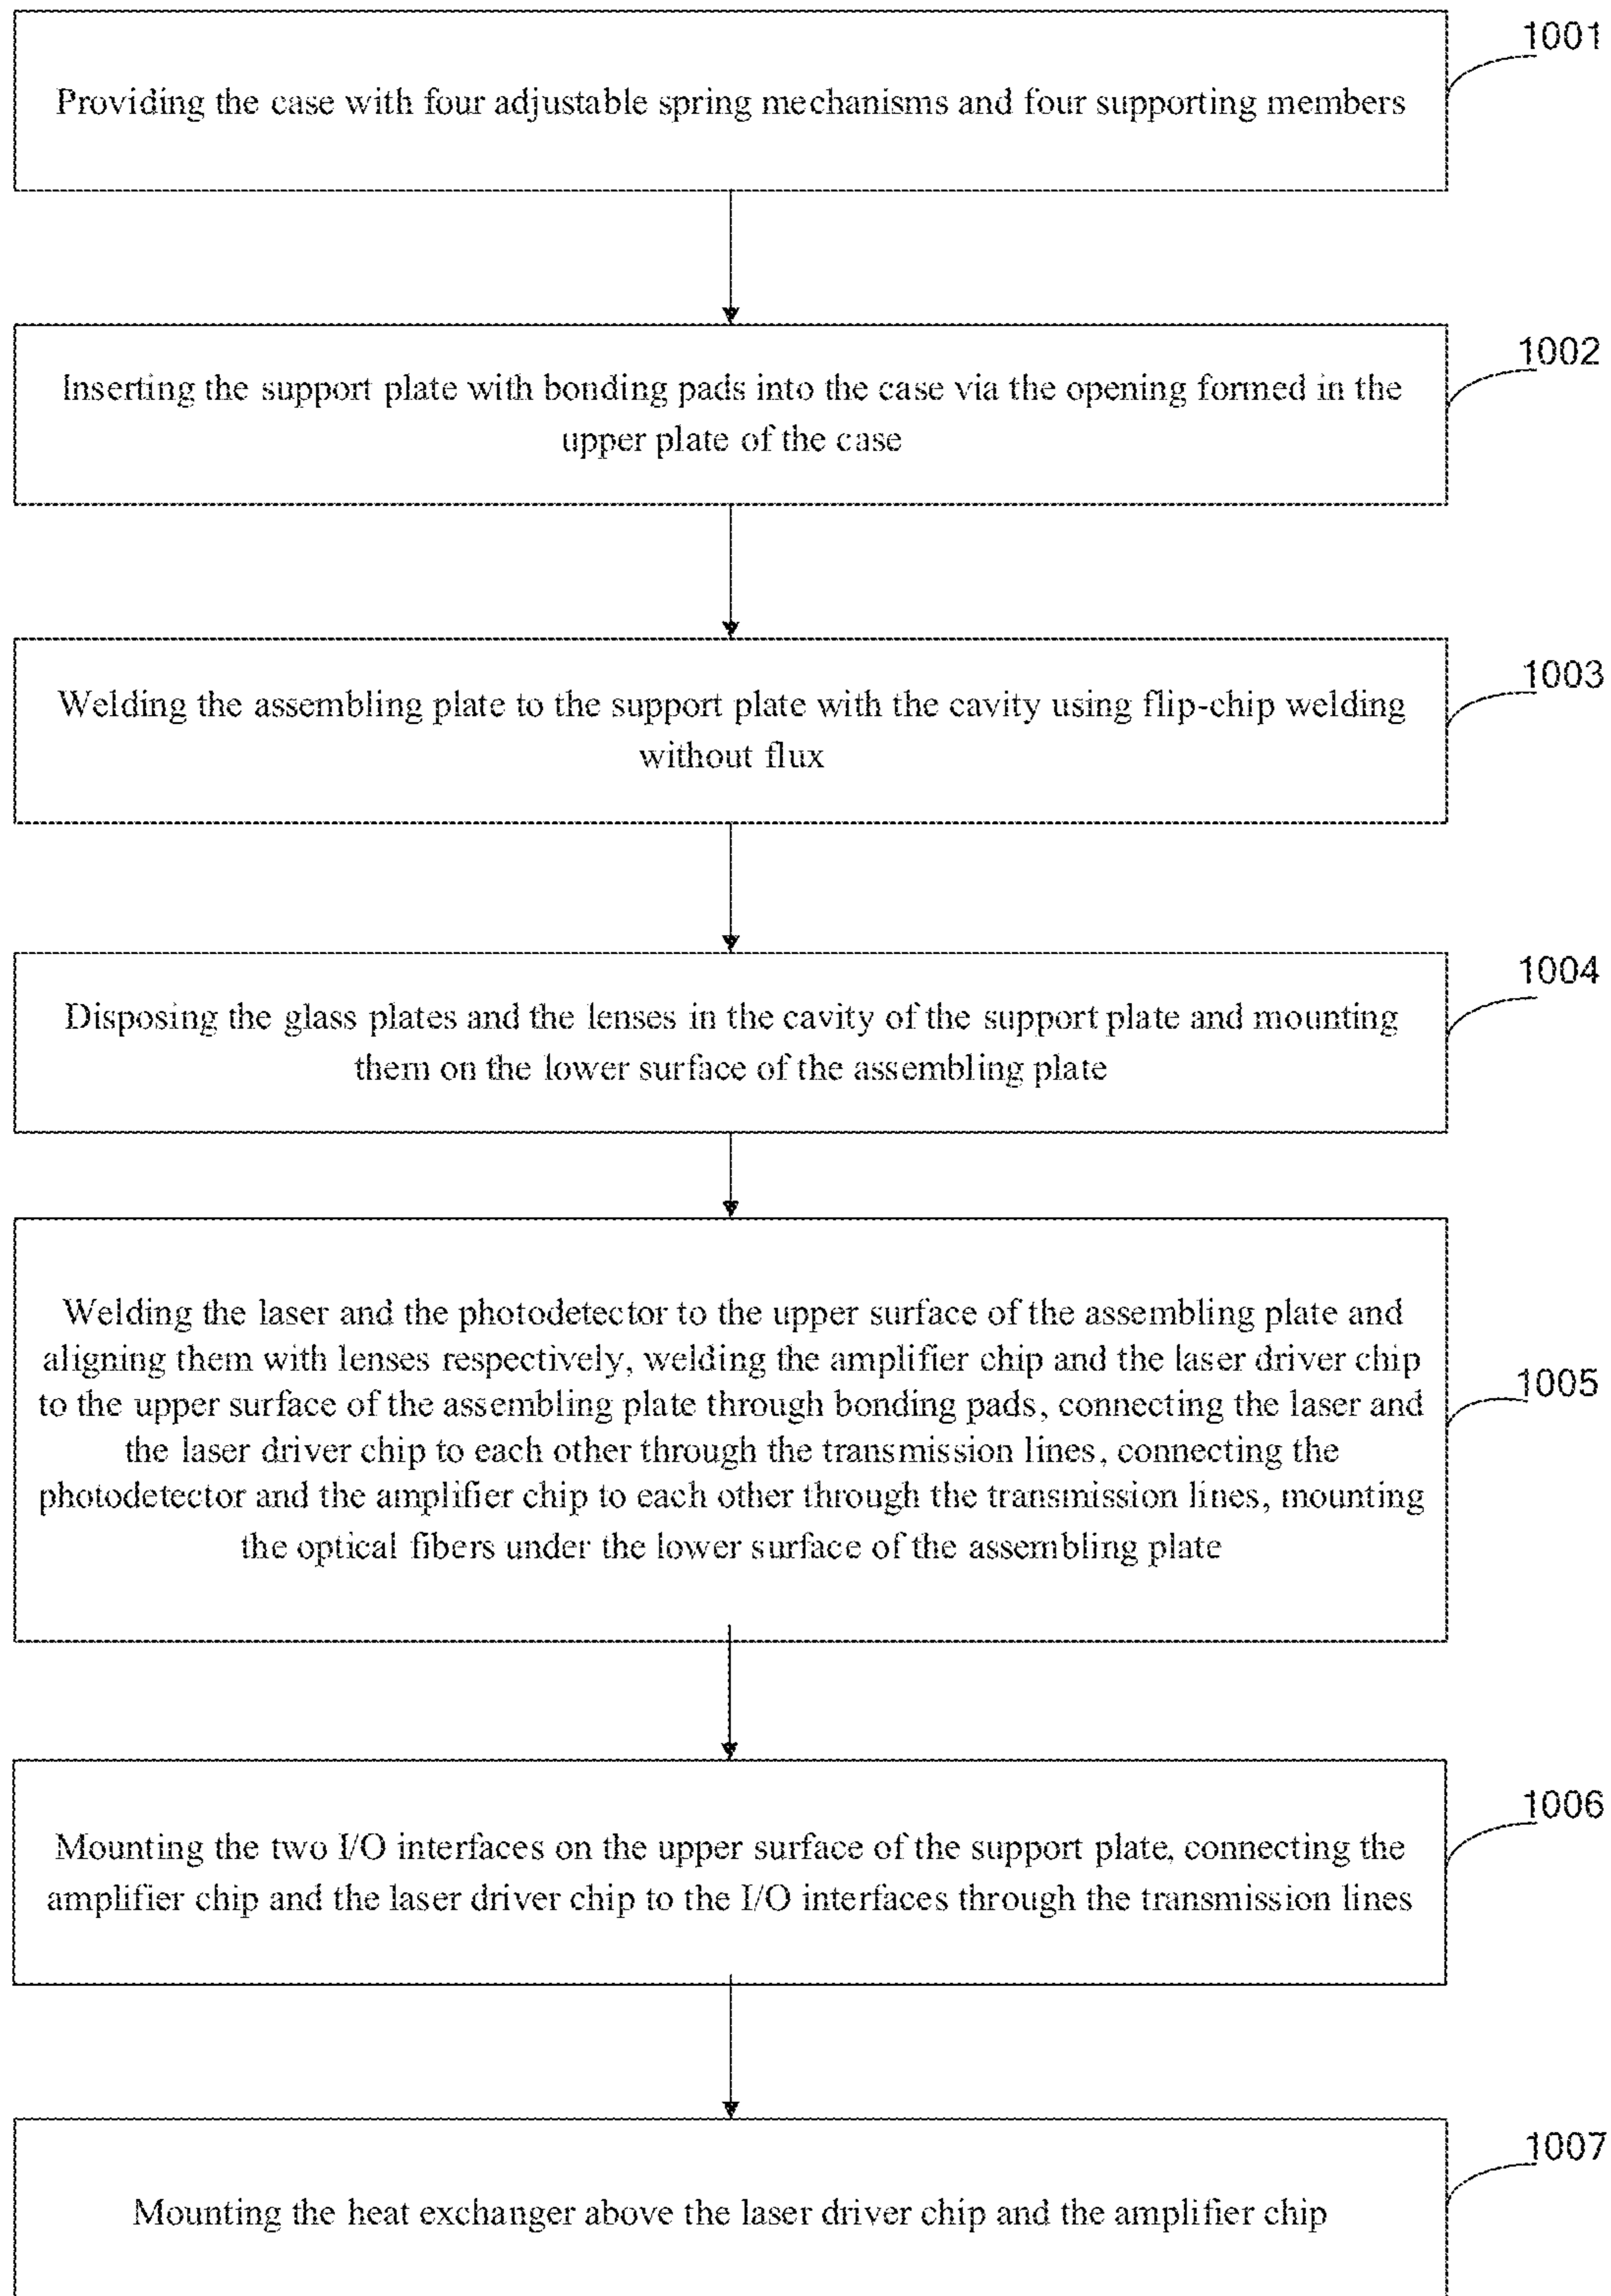 1001
Providing the case with four adjustable spring mechanisms and four supporting members
1002
Inserting the support plate with bonding pads into the case via the opening formed in the
upper plate of the case
1003
Welding the assembling plate to the support plate with the cavity using flip-chip welding
without flux
1004
Disposing the glass plates and the lenses in the cavity of the support plate and mounting
them on the lower surface of the assembling plate
Welding the laser and the photodetector to the upper surface of the assembling plate and
aligning them with lenses respectively, welding the amplifier chip and the laser driver chip
1005
to the upper surface of the assembling plate through bonding pads, connecting the laser and
the laser driver chip to each other through the transmission lines, connecting the
photodetector and the amplifier chip to each other through the transmission lines, mounting
the optical fibers under the lower surface of the assembling plate
1006
Mounting the two I/O interfaces on the upper surface of the support plate, connecting the
amplifier chip and the laser driver chip to the I/O interfaces through the transmission lines
1007
Mounting the heat exchanger above the laser driver chip and the amplifier chip